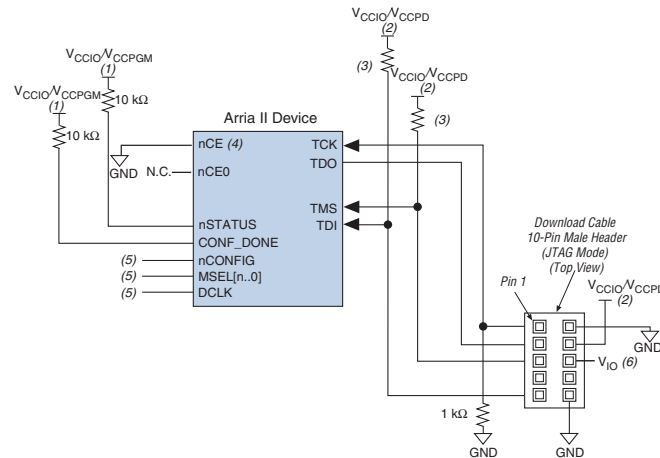 VCCIO/VCCPD
(2)
(3)
VCCIO/VCCPGM
(1)
10 kΩ
VCCIO/VCCPD
(2)
(3)
VCCIO/VCCPGM
(1)
10 kΩ
Arria II Device
nCE (4)
TCK
GND
TDO
N.C.
nCE0
TMS
nSTATUS
TDI
CONF_DONE
(5)
nCONFIG
(5)
MSEL[n..0]
(5)
DCLK
Download Cable
10-Pin Male Header
(JTAG Mode)
(Top View)
Pin 1
VCCIO/VCCPD
(2)
GND
VIO (6)
1 kΩ
GND
GND